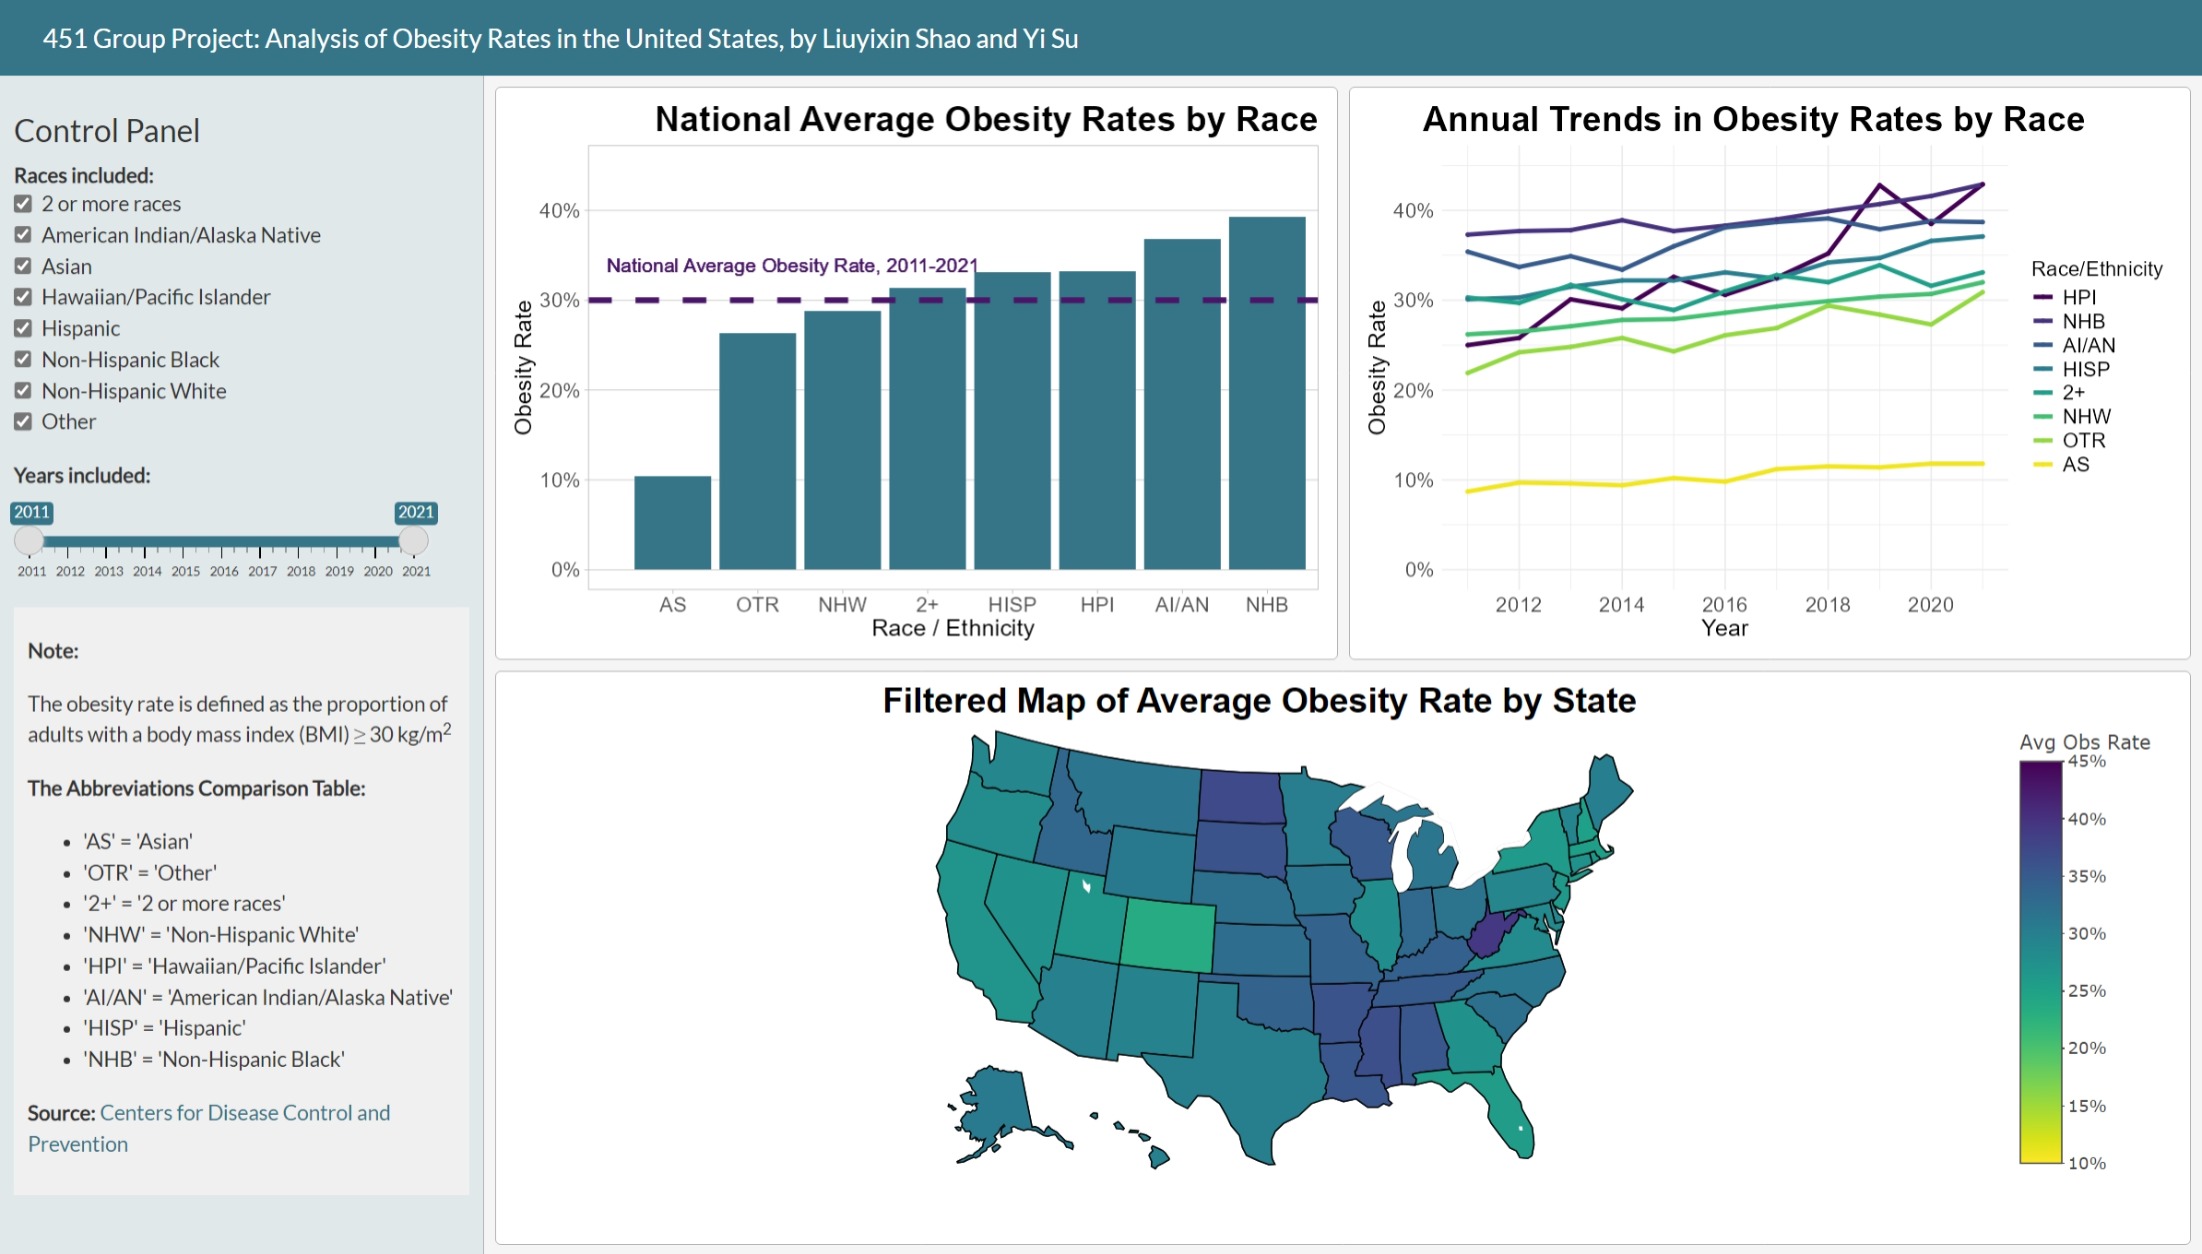 451 Group Project: Analysis of Obesity Rates in the United States, by Liuyixin Shao and Yi Su
Control Panel
Races included:
2 or more races
American Indian/Alaska Native
Asian
Hawaiian/Pacific Islander
Hispanic
Non-Hispanic Black
Non-Hispanic White
Other
Years included:
2011 2021
2011 2012 2013 2014 2015 2016 2017 2018 2019 2020 2021
Note:
The obesity rate is defined as the proportion of
adults with a body mass index (BMI) ≥ 30 kg/m²
The Abbreviations Comparison Table:
• 'AS' = 'Asian'
• 'OTR' = 'Other'
• '2+' = '2 or more races'
• 'NHW' = 'Non-Hispanic White'
• 'HPI' = 'Hawaiian/Pacific Islander'
• 'AI/AN' = 'American Indian/Alaska Native'
• 'HISP' = 'Hispanic'
• 'NHB' = 'Non-Hispanic Black'
Source: Centers for Disease Control and
Prevention
National Average Obesity Rates by Race
Obesity Rate
40%
30%
20%
10%
0%
National Average Obesity Rate, 2011-2021
AS OTR NHW 2+ HISP HPI AI/AN NHB
Race / Ethnicity
Annual Trends in Obesity Rates by Race
Obesity Rate
40%
30%
20%
10%
0%
2012 2014 2016 2018 2020
Year
Race/Ethnicity
HPI
NHB
AI/AN
HISP
2+
NHW
OTR
AS
Filtered Map of Average Obesity Rate by State
Avg Obs Rate
45%
40%
35%
30%
25%
20%
15%
10%